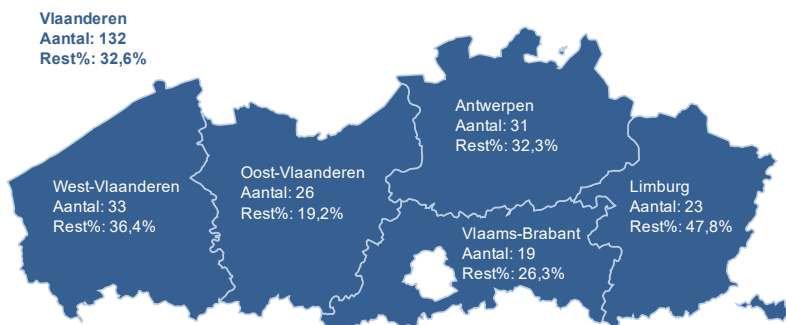 Vlaanderen
Aantal: 132
Rest%: 32,6%
Antwerpen
Aantal: 31
Rest%: 32,3%
West-Vlaanderen
Aantal: 33
Rest%: 36,4%
Oost-Vlaanderen
Aantal: 26
Rest%: 19,2%
Limburg
Aantal: 23
Rest%: 47,8%
Vlaams-Brabant
Aantal: 19
Rest%: 26,3%